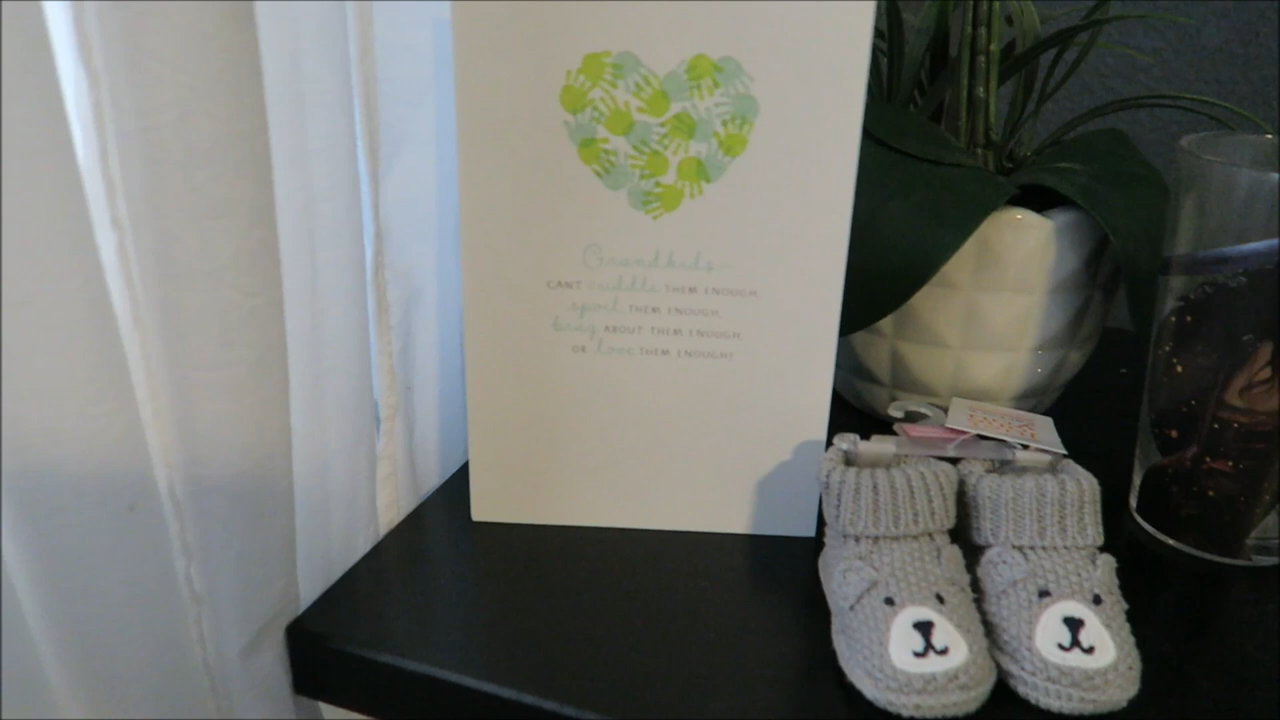 Grandkids—
CAN'T cuddle THEM ENOUGH,
spoil THEM ENOUGH,
brag ABOUT THEM ENOUGH,
OR love THEM ENOUGH!